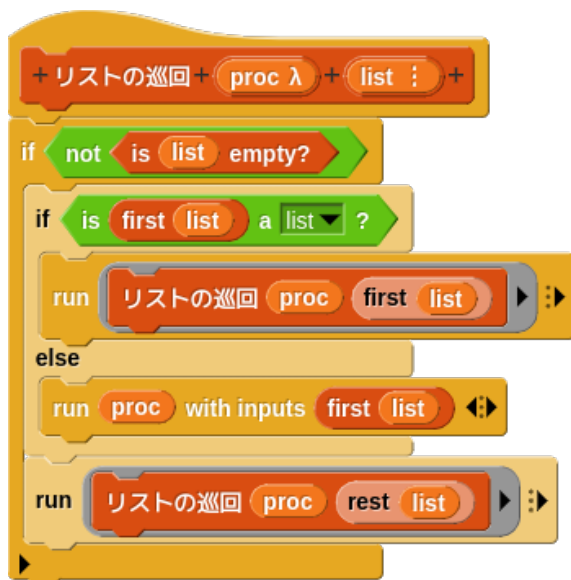 + リストの巡回 + proc λ + list ⋮ +
if not is list empty?
if is first list a list ?
run リストの巡回 proc first list
else
run proc with inputs first list
run リストの巡回 proc rest list